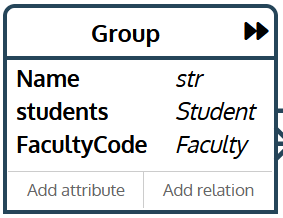 Group
Name str
students Student
FacultyCode Faculty
Add attribute Add relation